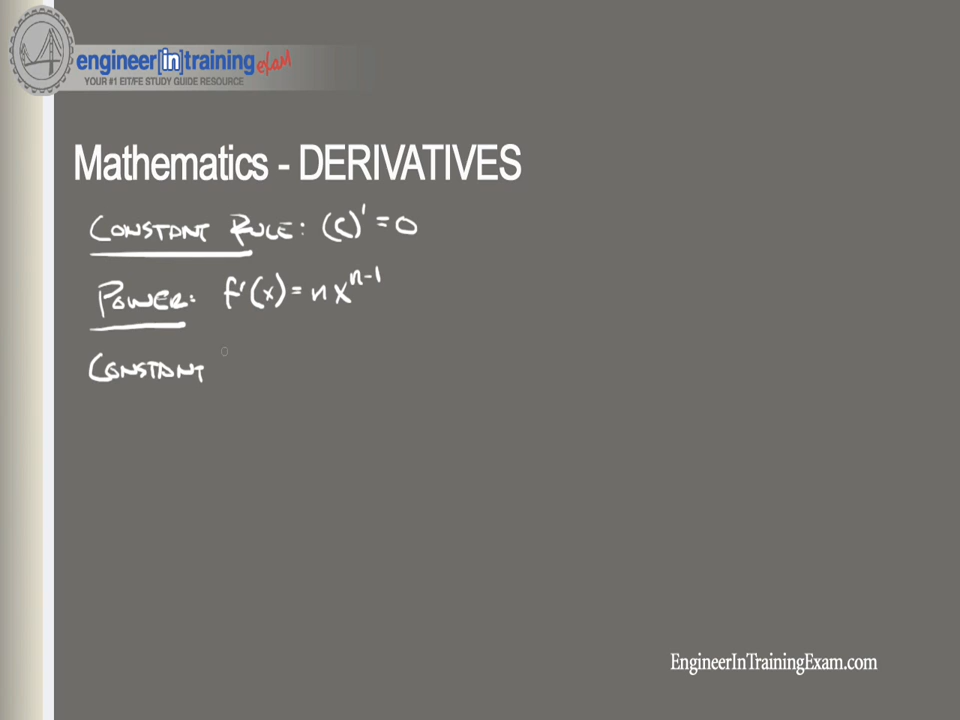 engineer[in]training exam
YOUR #1 EIT/FE STUDY GUIDE RESOURCE
Mathematics - DERIVATIVES
CONSTANT RULE: (c)' = 0
POWER: f'(x) = nx^{n-1}
CONSTANT
EngineerInTrainingExam.com